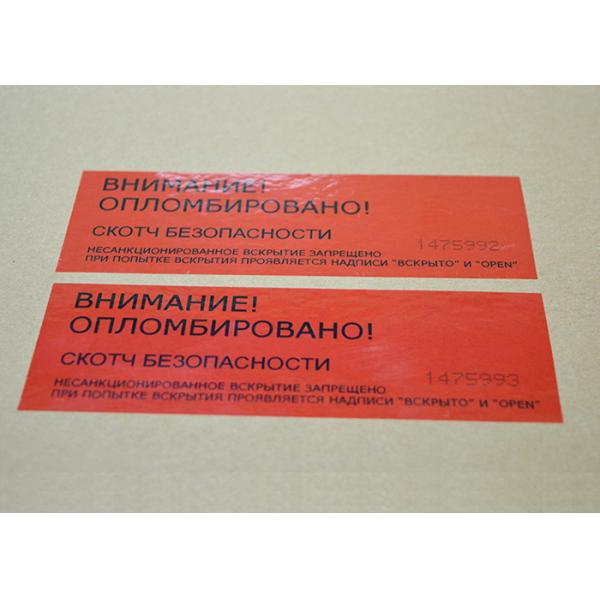 ВНИМАНИЕ!
ОПЛОМБИРОВАНО!
СКОТЧ БЕЗОПАСНОСТИ
1475992
НЕСАНКЦИОНИРОВАННОЕ ВСКРЫТИЕ ЗАПРЕЩЕНО
ПРИ ПОПЫТКЕ ВСКРЫТИЯ ПРОЯВЛЯЕТСЯ НАДПИСИ "ВСКРЫТО" И "OPEN"
ВНИМАНИЕ!
ОПЛОМБИРОВАНО!
СКОТЧ БЕЗОПАСНОСТИ
1475993
НЕСАНКЦИОНИРОВАННОЕ ВСКРЫТИЕ ЗАПРЕЩЕНО
ПРИ ПОПЫТКЕ ВСКРЫТИЯ ПРОЯВЛЯЕТСЯ НАДПИСИ "ВСКРЫТО" И "OPEN"